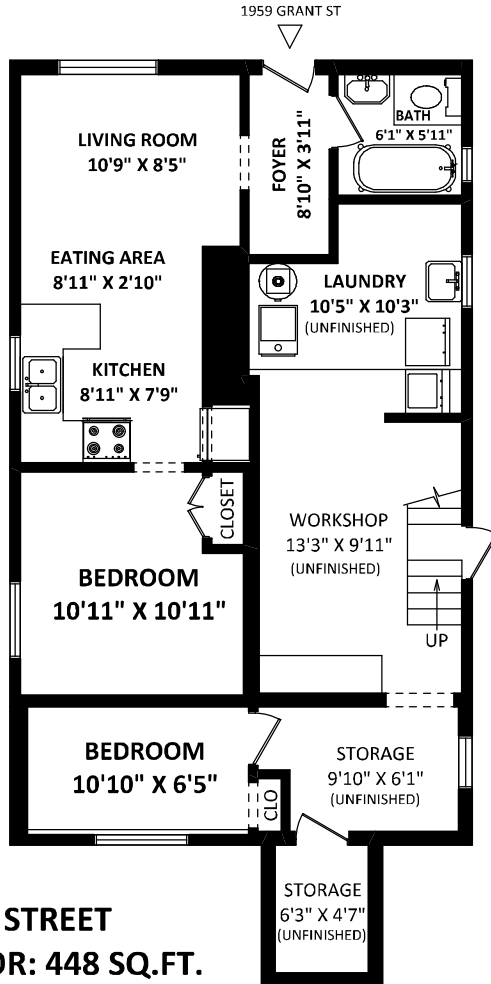 1959 GRANT ST
LIVING ROOM
10'9" X 8'5"
FOYER
8'10" X 3'11"
BATH
6'1" X 5'11"
EATING AREA
8'11" X 2'10"
LAUNDRY
10'5" X 10'3"
(UNFINISHED)
KITCHEN
8'11" X 7'9"
CLOSET
WORKSHOP
13'3" X 9'11"
(UNFINISHED)
BEDROOM
10'11" X 10'11"
UP
BEDROOM
10'10" X 6'5"
CLO
STORAGE
9'10" X 6'1"
(UNFINISHED)
STORAGE
6'3" X 4'7"
(UNFINISHED)
STREET
OR: 448 SQ.FT.